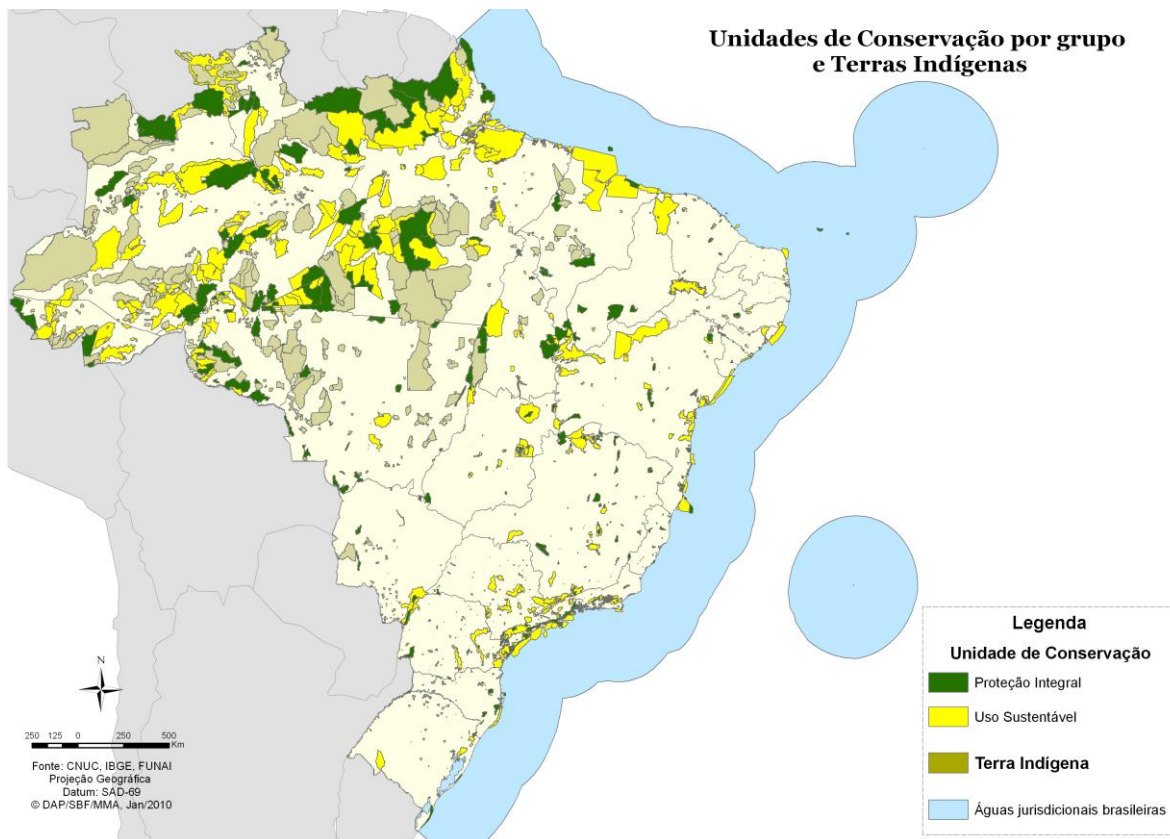 Unidades de Conservação por grupo
e Terras Indígenas
N
250 125 0 250 500
Km
Fonte: CNUC, IBGE, FUNAI
Projeção Geográfica
Datum: SAD-69
© DAP/SBF/MMA, Jan/2010
Legenda
Unidade de Conservação
Proteção Integral
Uso Sustentável
Terra Indígena
Águas jurisdicionais brasileiras